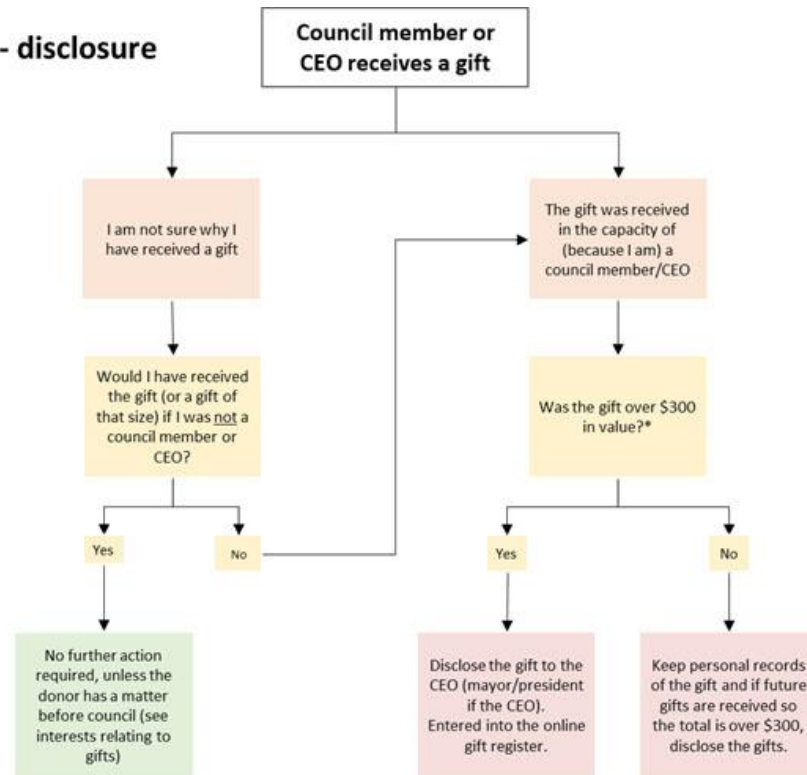 - disclosure
Council member or
CEO receives a gift
I am not sure why I
have received a gift
The gift was received
in the capacity of
(because I am) a
council member/CEO
Would I have received
the gift (or a gift of
that size) if I was not a
council member or
CEO?
Was the gift over $300
in value?*
Yes
No
Yes
No
No further action
required, unless the
donor has a matter
before council (see
interests relating to
gifts)
Disclose the gift to the
CEO (mayor/president
if the CEO).
Entered into the online
gift register.
Keep personal records
of the gift and if future
gifts are received so
the total is over $300,
disclose the gifts.